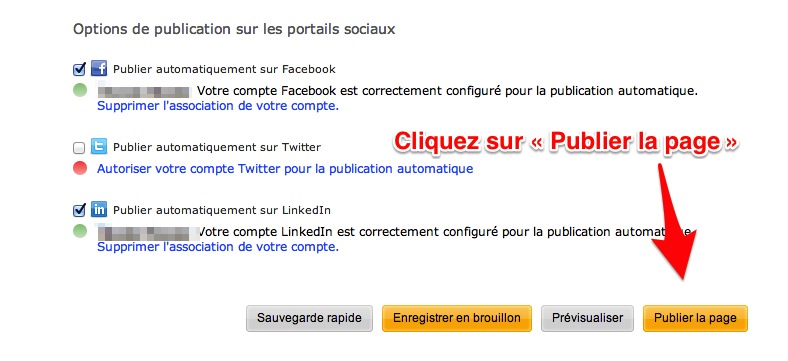 Options de publication sur les portails sociaux
Publier automatiquement sur Facebook
Votre compte Facebook est correctement configuré pour la publication automatique.
Supprimer l'association de votre compte.
Publier automatiquement sur Twitter
Cliquez sur « Publier la page »
Autoriser votre compte Twitter pour la publication automatique
Publier automatiquement sur LinkedIn
Votre compte LinkedIn est correctement configuré pour la publication automatique.
Supprimer l'association de votre compte.
Sauvegarde rapide Enregistrer en brouillon Prévisualiser Publier la page